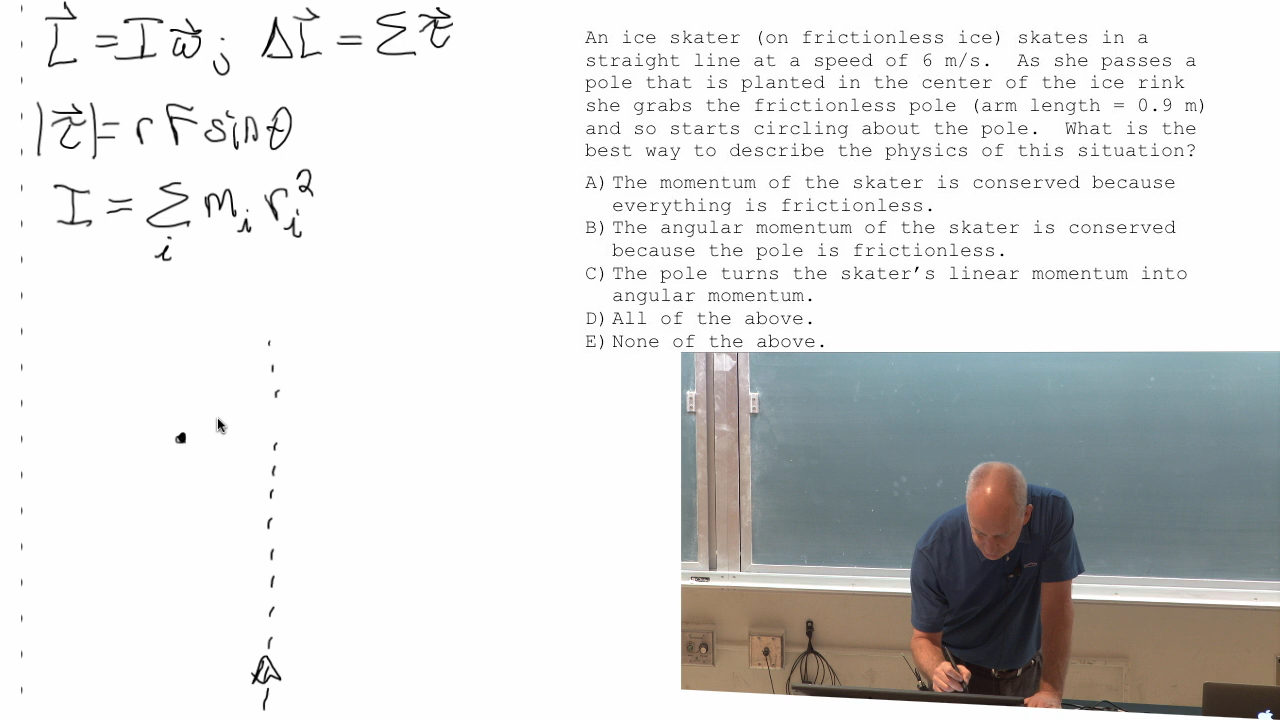 L⃗ = I ω⃗ ; ΔL⃗ = Σ τ⃗
|τ⃗| = r F sin θ
I = Σ_i m_i r_i²
An ice skater (on frictionless ice) skates in a
straight line at a speed of 6 m/s. As she passes a
pole that is planted in the center of the ice rink
she grabs the frictionless pole (arm length = 0.9 m)
and so starts circling about the pole. What is the
best way to describe the physics of this situation?
A) The momentum of the skater is conserved because
everything is frictionless.
B) The angular momentum of the skater is conserved
because the pole is frictionless.
C) The pole turns the skater’s linear momentum into
angular momentum.
D) All of the above.
E) None of the above.